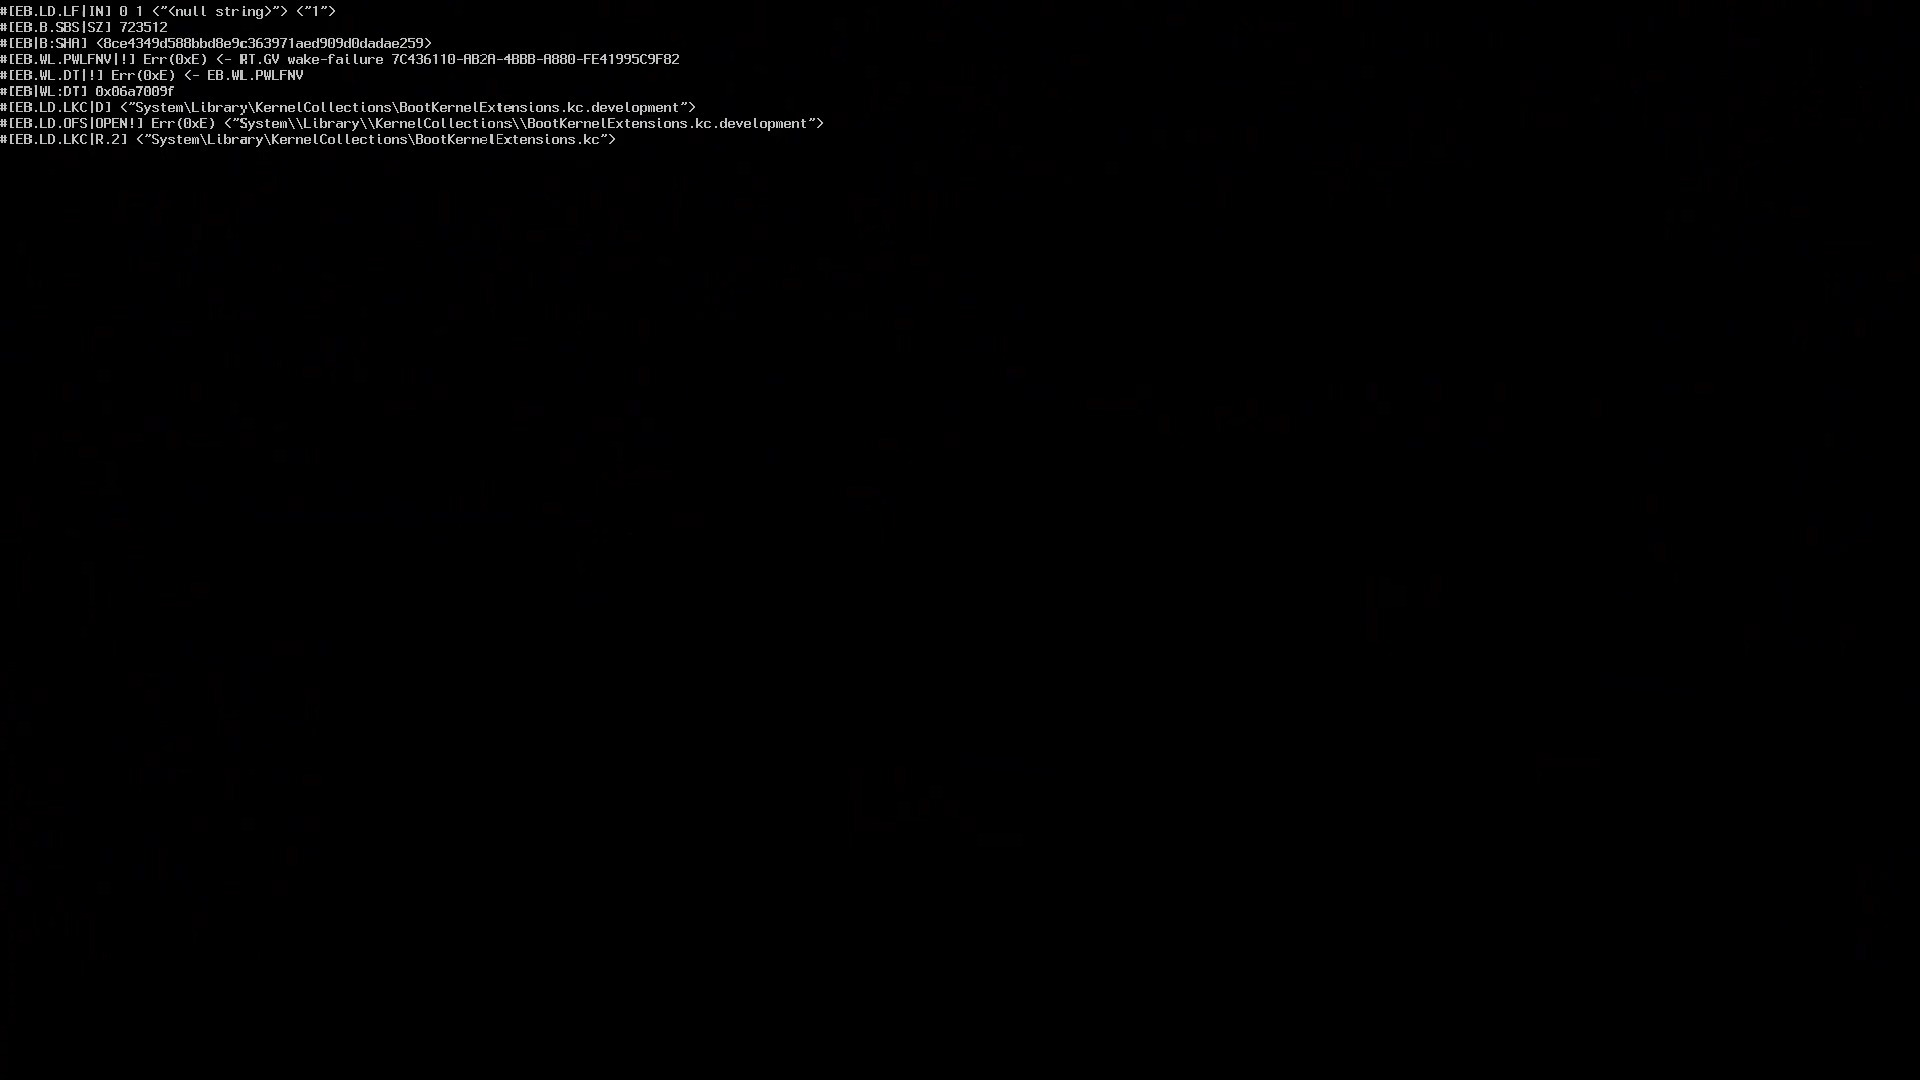 #[EB.LD.LF|IN] 0 1 <"<null string>"> <"1">
#[EB.B.SBS|SZ] 723512
#[EB|B:SHA] <8ce4349d588bbd8e9c363971aed909d0dadae259>
#[EB.WL.PWLFNV|!] Err(0xE) <- RT.GV wake-failure 7C436110-AB2A-4BBB-A880-FE41995C9F82
#[EB.WL.DT|!] Err(0xE) <- EB.WL.PWLFNV
#[EB|WL:DT] 0x06a7009f
#[EB.LD.LKC|D] <"System\Library\KernelCollections\BootKernelExtensions.kc.development">
#[EB.LD.OFS|OPEN!] Err(0xE) <"System\\Library\\KernelCollections\\BootKernelExtensions.kc.development">
#[EB.LD.LKC|R.2] <"System\Library\KernelCollections\BootKernelExtensions.kc">